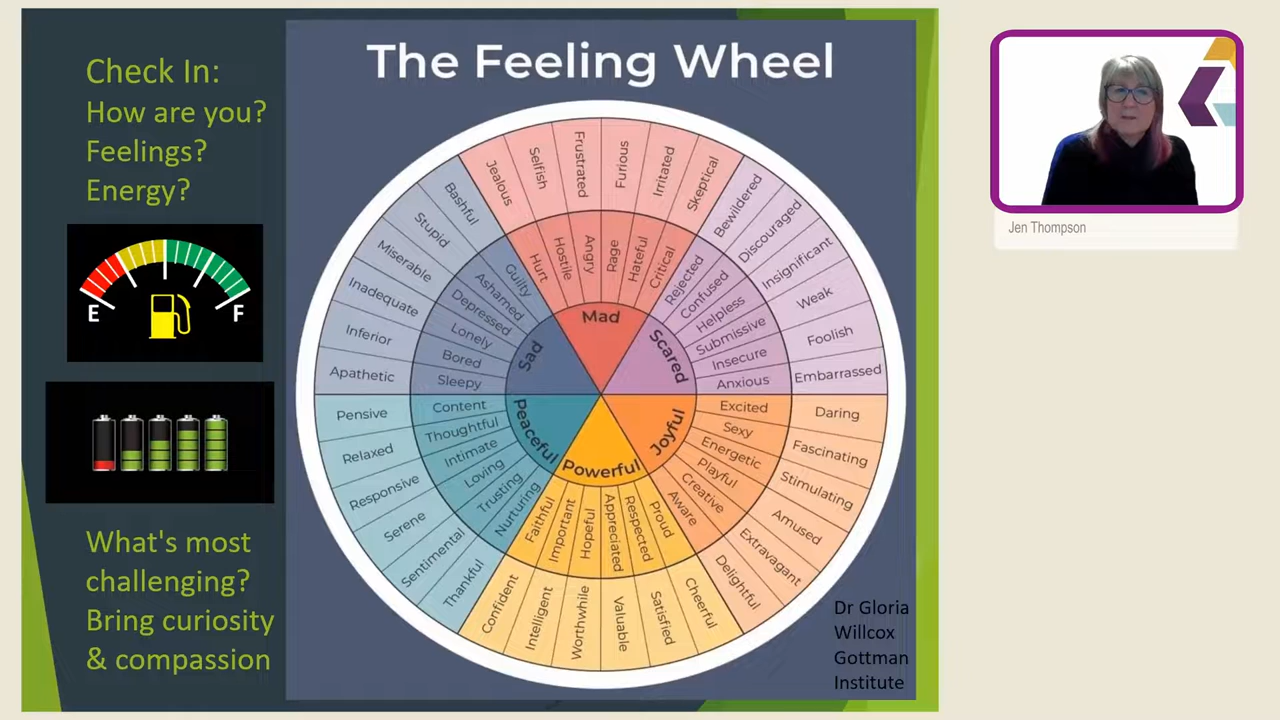 The Feeling Wheel
Check In:
How are you?
Feelings?
Energy?
E
F
What's most
challenging?
Bring curiosity
& compassion
Mad
Scared
Joyful
Powerful
Peaceful
Sad
Hurt
Hostile
Angry
Rage
Hateful
Critical
Rejected
Confused
Helpless
Submissive
Insecure
Anxious
Excited
Sexy
Energetic
Playful
Creative
Aware
Proud
Respected
Appreciated
Hopeful
Important
Faithful
Nurturing
Trusting
Loving
Intimate
Thoughtful
Content
Sleepy
Bored
Lonely
Depressed
Ashamed
Guilty
Jealous
Selfish
Frustrated
Furious
Irritated
Skeptical
Bewildered
Discouraged
Insignificant
Weak
Foolish
Embarrassed
Daring
Fascinating
Stimulating
Amused
Extravagant
Delightful
Cheerful
Satisfied
Valuable
Worthwhile
Intelligent
Confident
Thankful
Sentimental
Serene
Responsive
Relaxed
Pensive
Apathetic
Inferior
Inadequate
Miserable
Stupid
Bashful
Dr Gloria
Willcox
Gottman
Institute
Jen Thompson